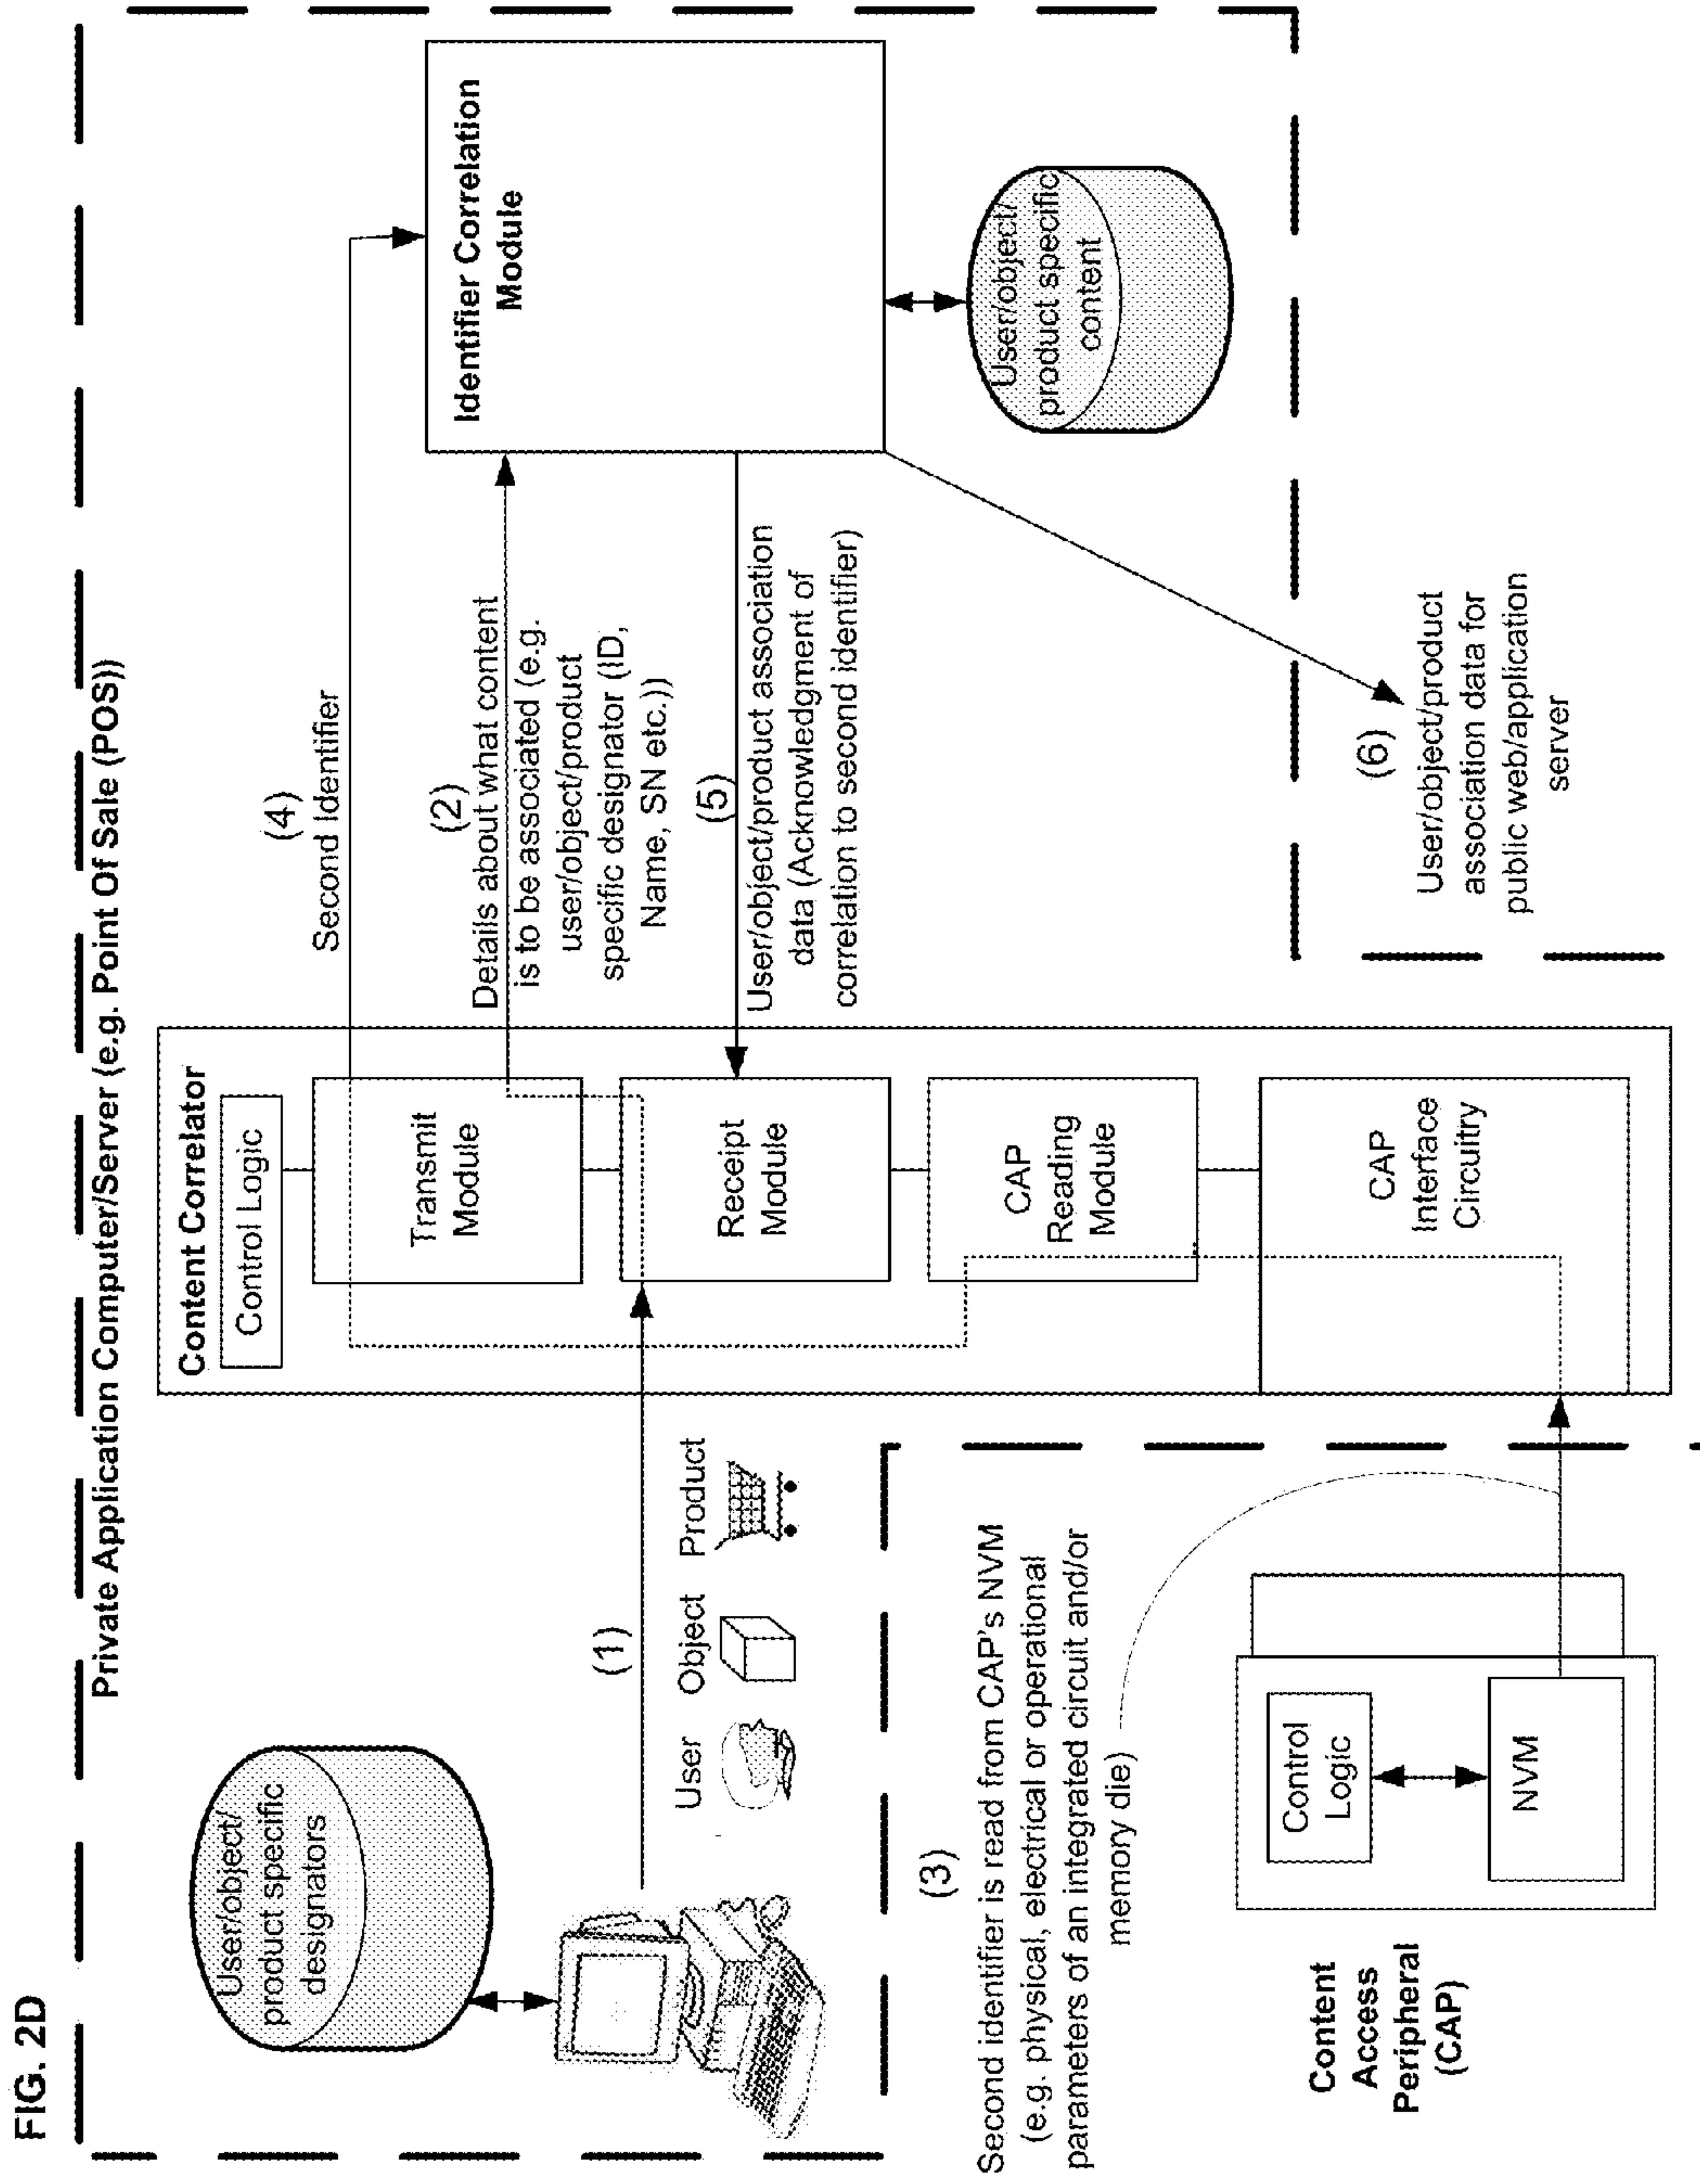 FIG. 2D
Private Application Computer/Server (e.g. Point Of Sale (POS))
User/object/
product specific
designators
Content Correlator
Control Logic
Transmit
Module
Receipt
Module
CAP
Reading
Module
CAP
Interface
Circuitry
(4)
Second Identifier
(2)
Details about what content
is to be associated (e.g.
user/object/product
specific designator (ID,
Name, SN etc.))
(5)
User/object/product association
data (Acknowledgment of
correlation to second identifier)
Identifier Correlation
Module
User/object/
product specific
content
(1)
User
Object
Product
(3)
Second identifier is read from CAP's NVM
(e.g. physical, electrical or operational
parameters of an integrated circuit and/or
memory die)
Content
Access
Peripheral
(CAP)
Control
Logic
NVM
(6)
User/object/product
association data for
public web/application
server